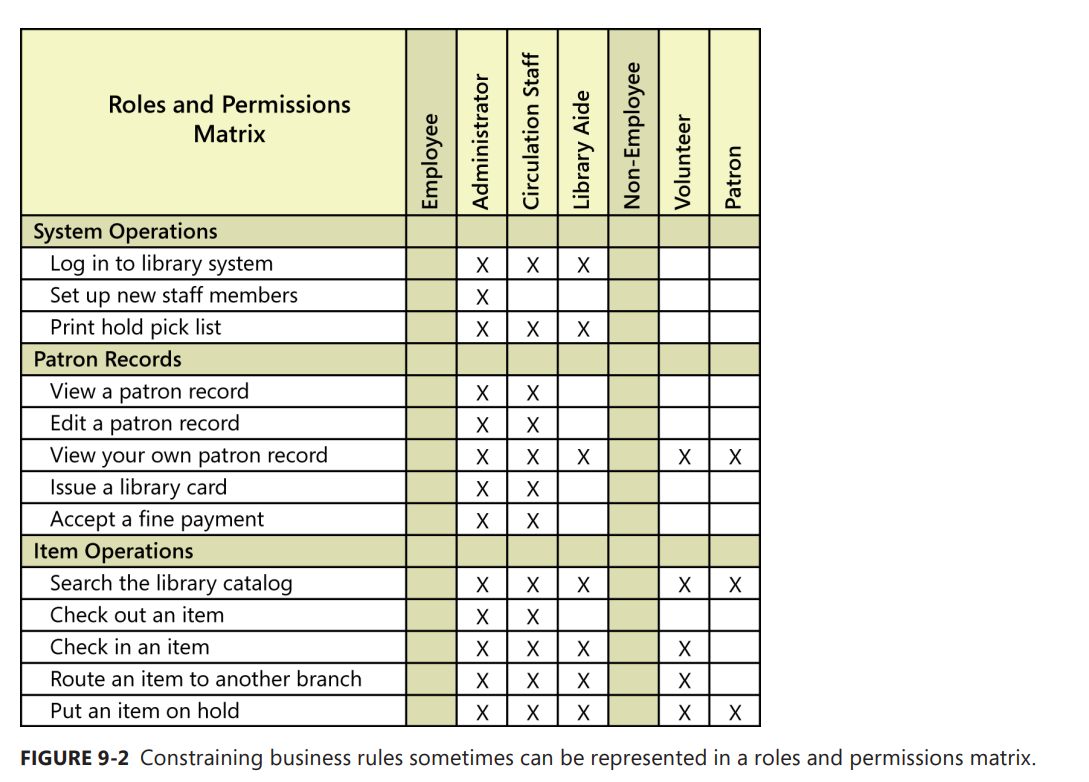 Roles and Permissions
Matrix
Employee
Administrator
Circulation Staff
Library Aide
Non-Employee
Volunteer
Patron
System Operations
Log in to library system X X X
Set up new staff members X
Print hold pick list X X X
Patron Records
View a patron record X X
Edit a patron record X X
View your own patron record X X X X X
Issue a library card X X
Accept a fine payment X X
Item Operations
Search the library catalog X X X X X
Check out an item X X
Check in an item X X X X
Route an item to another branch X X X X
Put an item on hold X X X X X
FIGURE 9-2 Constraining business rules sometimes can be represented in a roles and permissions matrix.